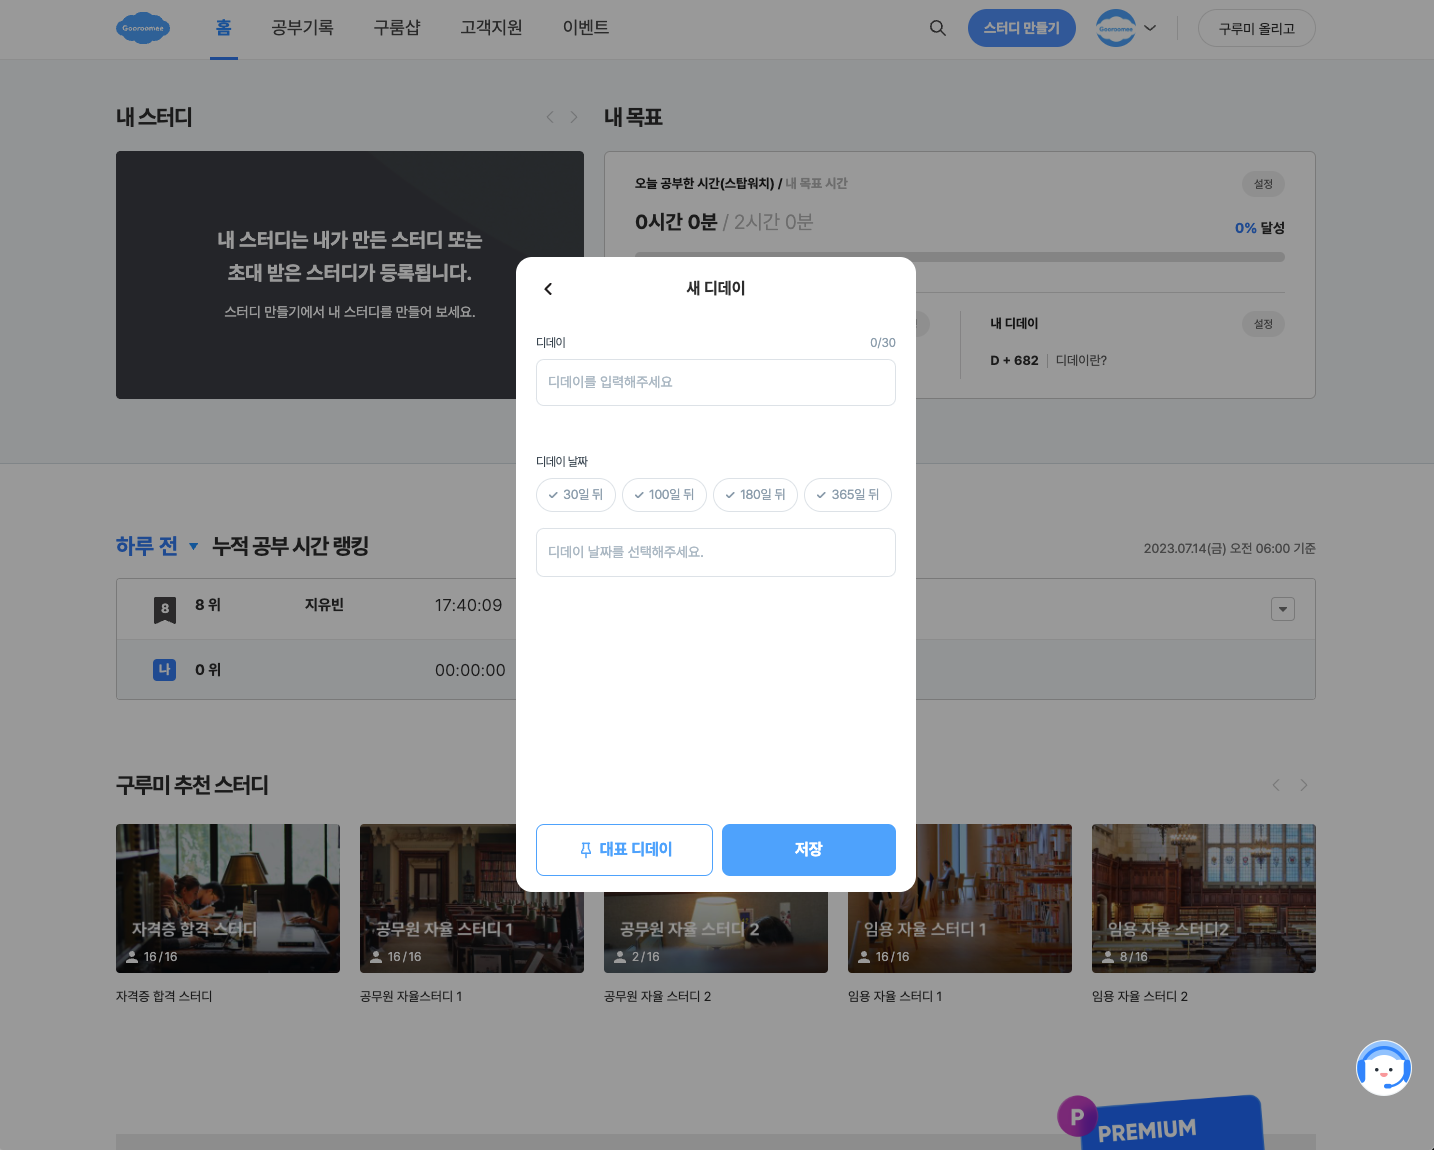 Gooroomee
홈
공부기록
구룸샵
고객지원
이벤트
스터디 만들기
Gooroomee
구루미 올리고
내 스터디
내 스터디는 내가 만든 스터디 또는
초대 받은 스터디가 등록됩니다.
스터디 만들기에서 내 스터디를 만들어 보세요.
내 목표
오늘 공부한 시간(스탑워치) / 내 목표 시간
설정
0시간 0분 / 2시간 0분
0% 달성
내 디데이
설정
D + 682 디데이란?
새 디데이
디데이
0/30
디데이를 입력해주세요
디데이 날짜
30일 뒤
100일 뒤
180일 뒤
365일 뒤
디데이 날짜를 선택해주세요.
대표 디데이
저장
하루 전 누적 공부 시간 랭킹
2023.07.14(금) 오전 06:00 기준
8 8 위 지유빈 17:40:09
나 0 위 00:00:00
구루미 추천 스터디
자격증 합격 스터디
16/16
자격증 합격 스터디
공무원 자율 스터디 1
16/16
공무원 자율스터디 1
공무원 자율 스터디 2
2/16
공무원 자율 스터디 2
임용 자율 스터디 1
16/16
임용 자율 스터디 1
임용 자율 스터디2
8/16
임용 자율 스터디 2
P
PREMIUM